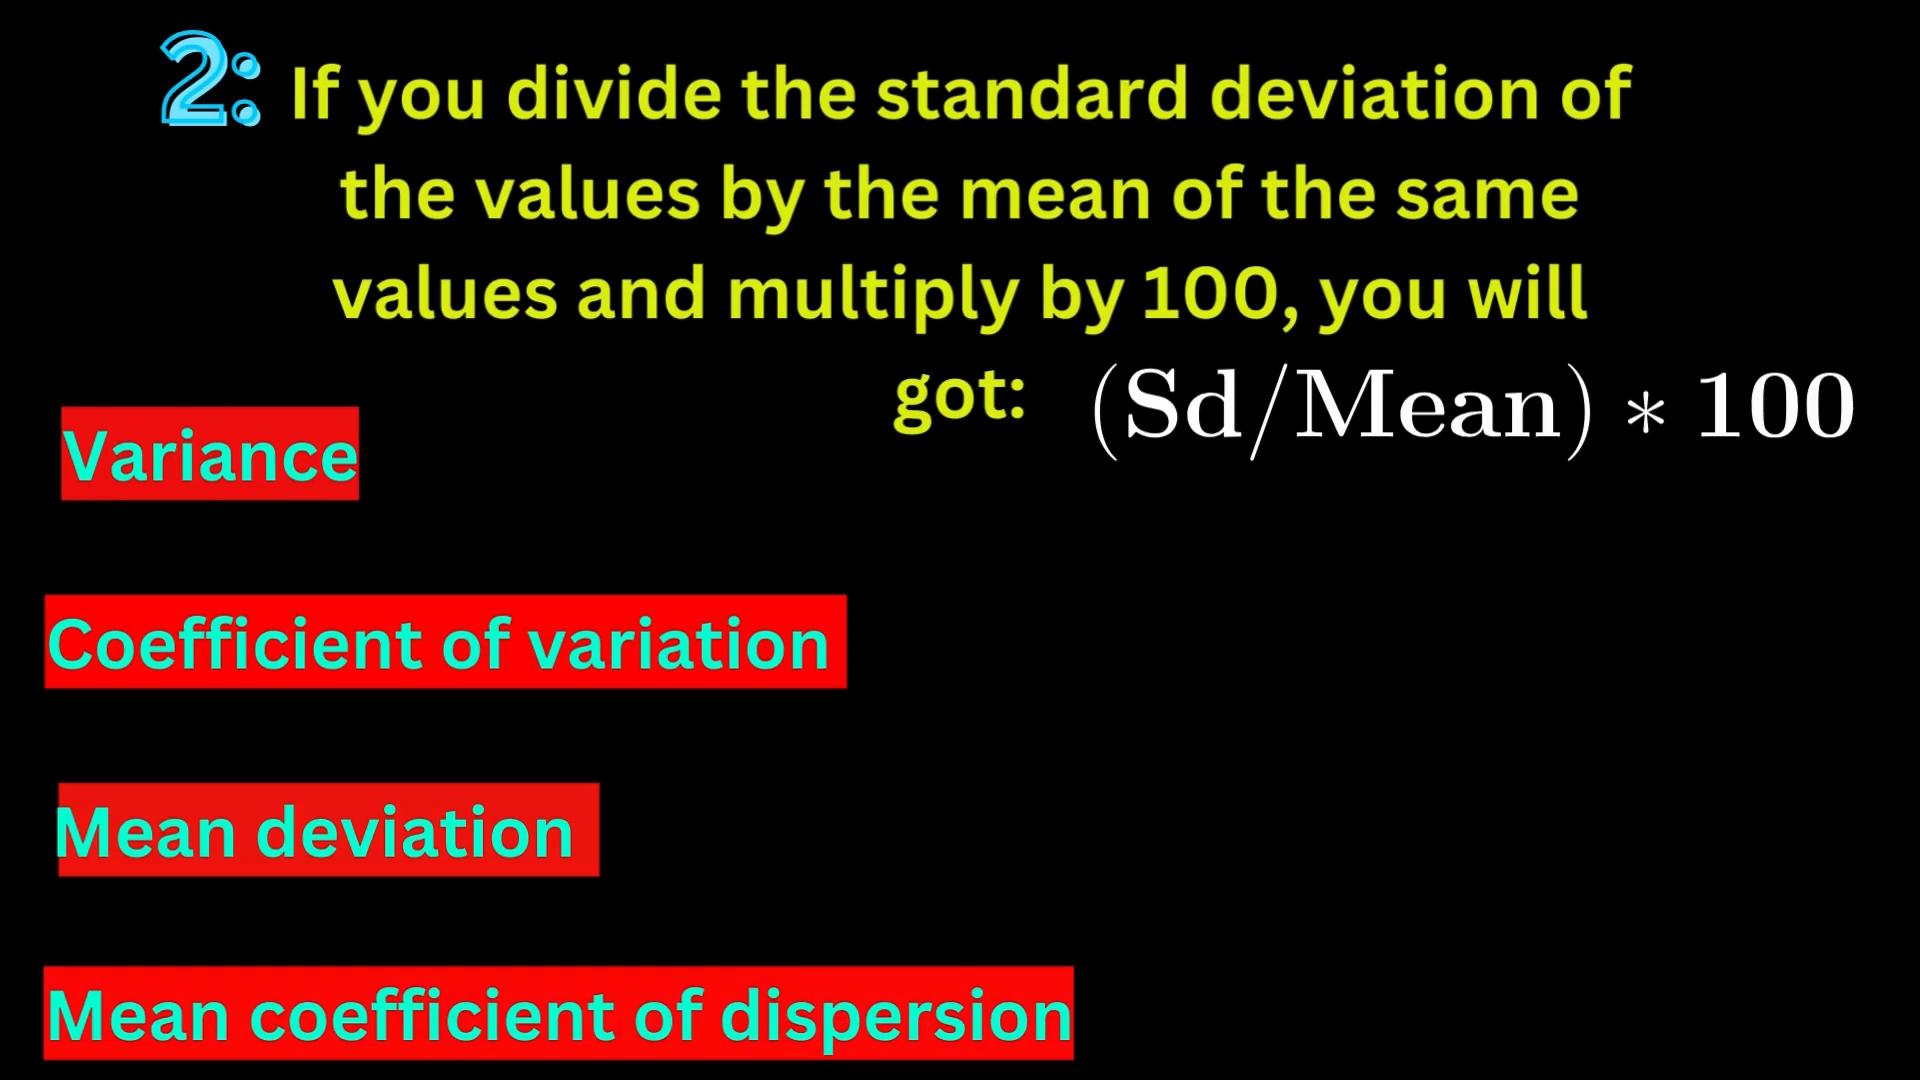 2: If you divide the standard deviation of
the values by the mean of the same
values and multiply by 100, you will
got: (Sd/Mean) * 100
Variance
Coefficient of variation
Mean deviation
Mean coefficient of dispersion